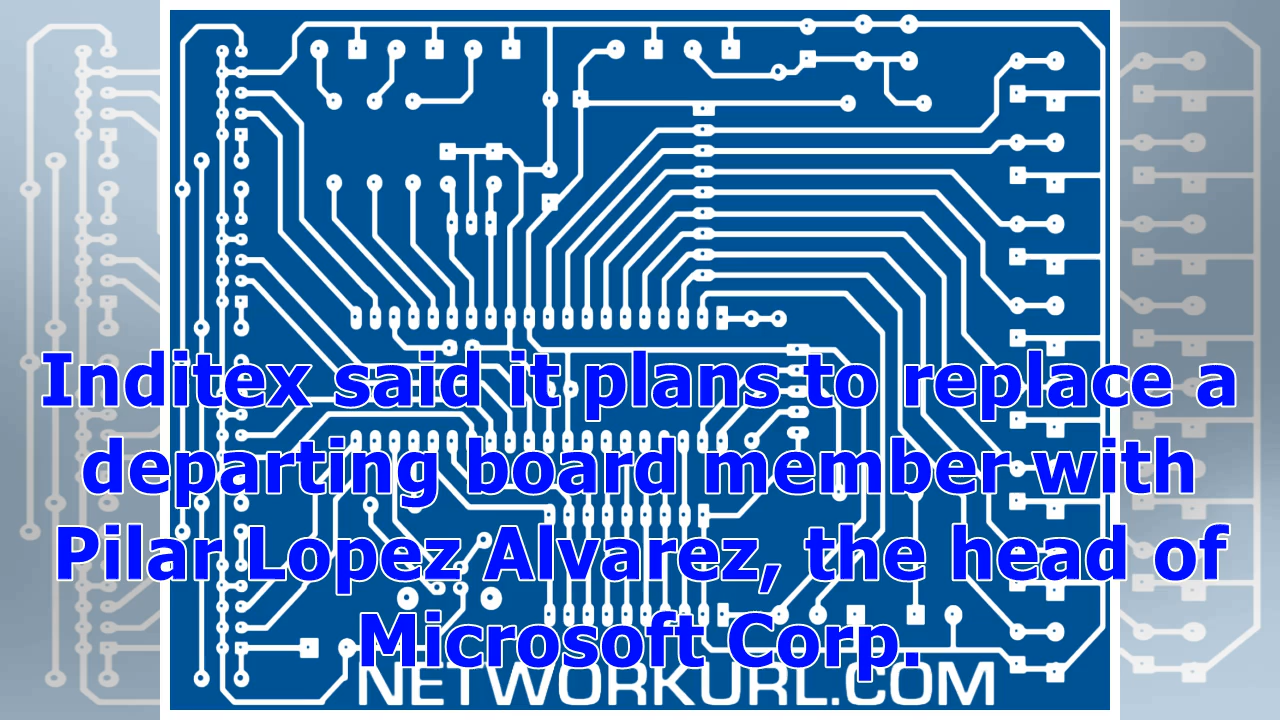 Inditex said it plans to replace a
departing board member with
Pilar Lopez Alvarez, the head of
Microsoft Corp.
NETWORKURL.COM